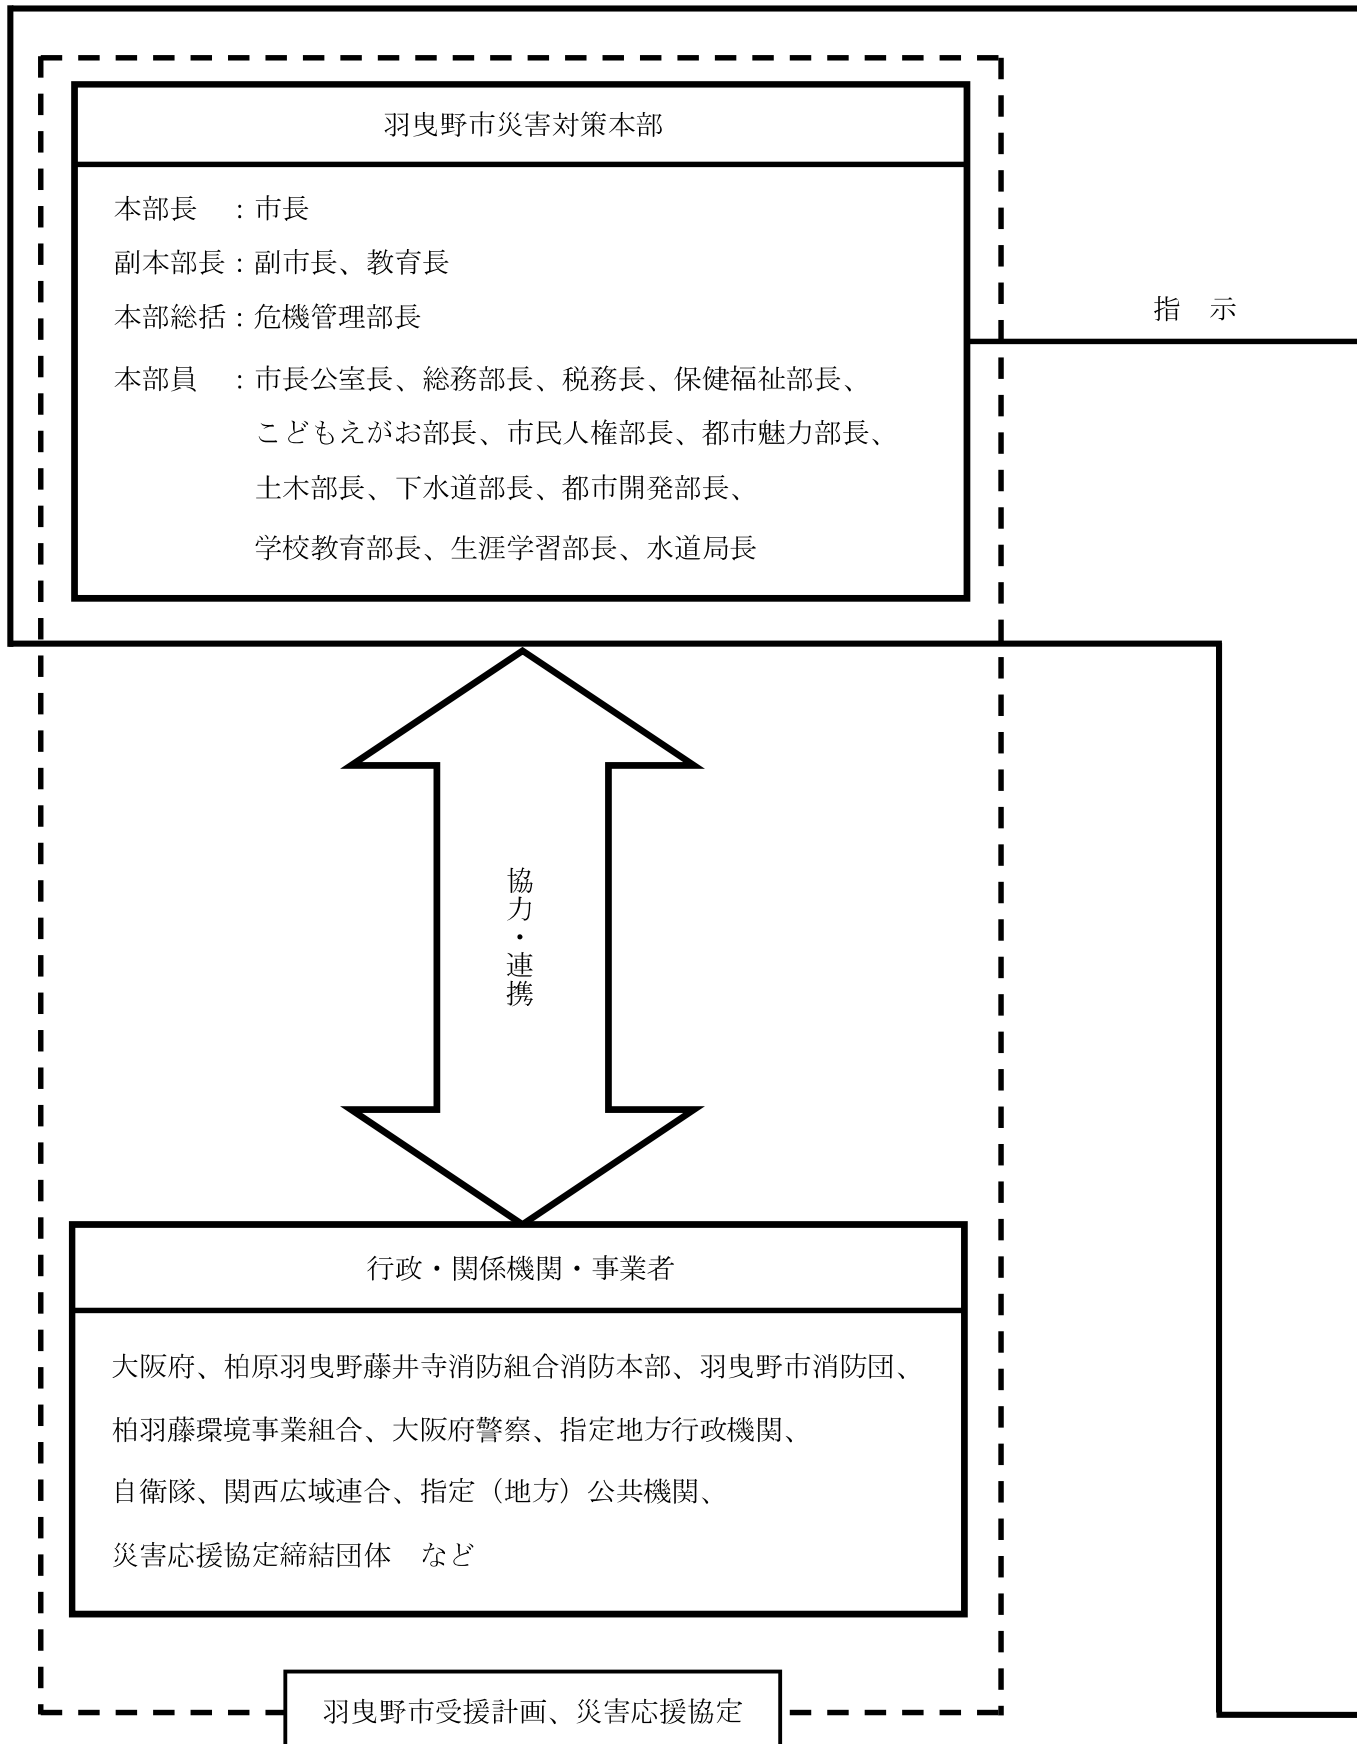 羽曳野市災害対策本部
本部長　：市長
副本部長：副市長、教育長
本部総括：危機管理部長
本部員　：市長公室長、総務部長、税務長、保健福祉部長、
こどもえがお部長、市民人権部長、都市魅力部長、
土木部長、下水道部長、都市開発部長、
学校教育部長、生涯学習部長、水道局長
指　示
協力・連携
行政・関係機関・事業者
大阪府、柏原羽曳野藤井寺消防組合消防本部、羽曳野市消防団、
柏羽藤環境事業組合、大阪府警察、指定地方行政機関、
自衛隊、関西広域連合、指定（地方）公共機関、
災害応援協定締結団体　など
羽曳野市受援計画、災害応援協定